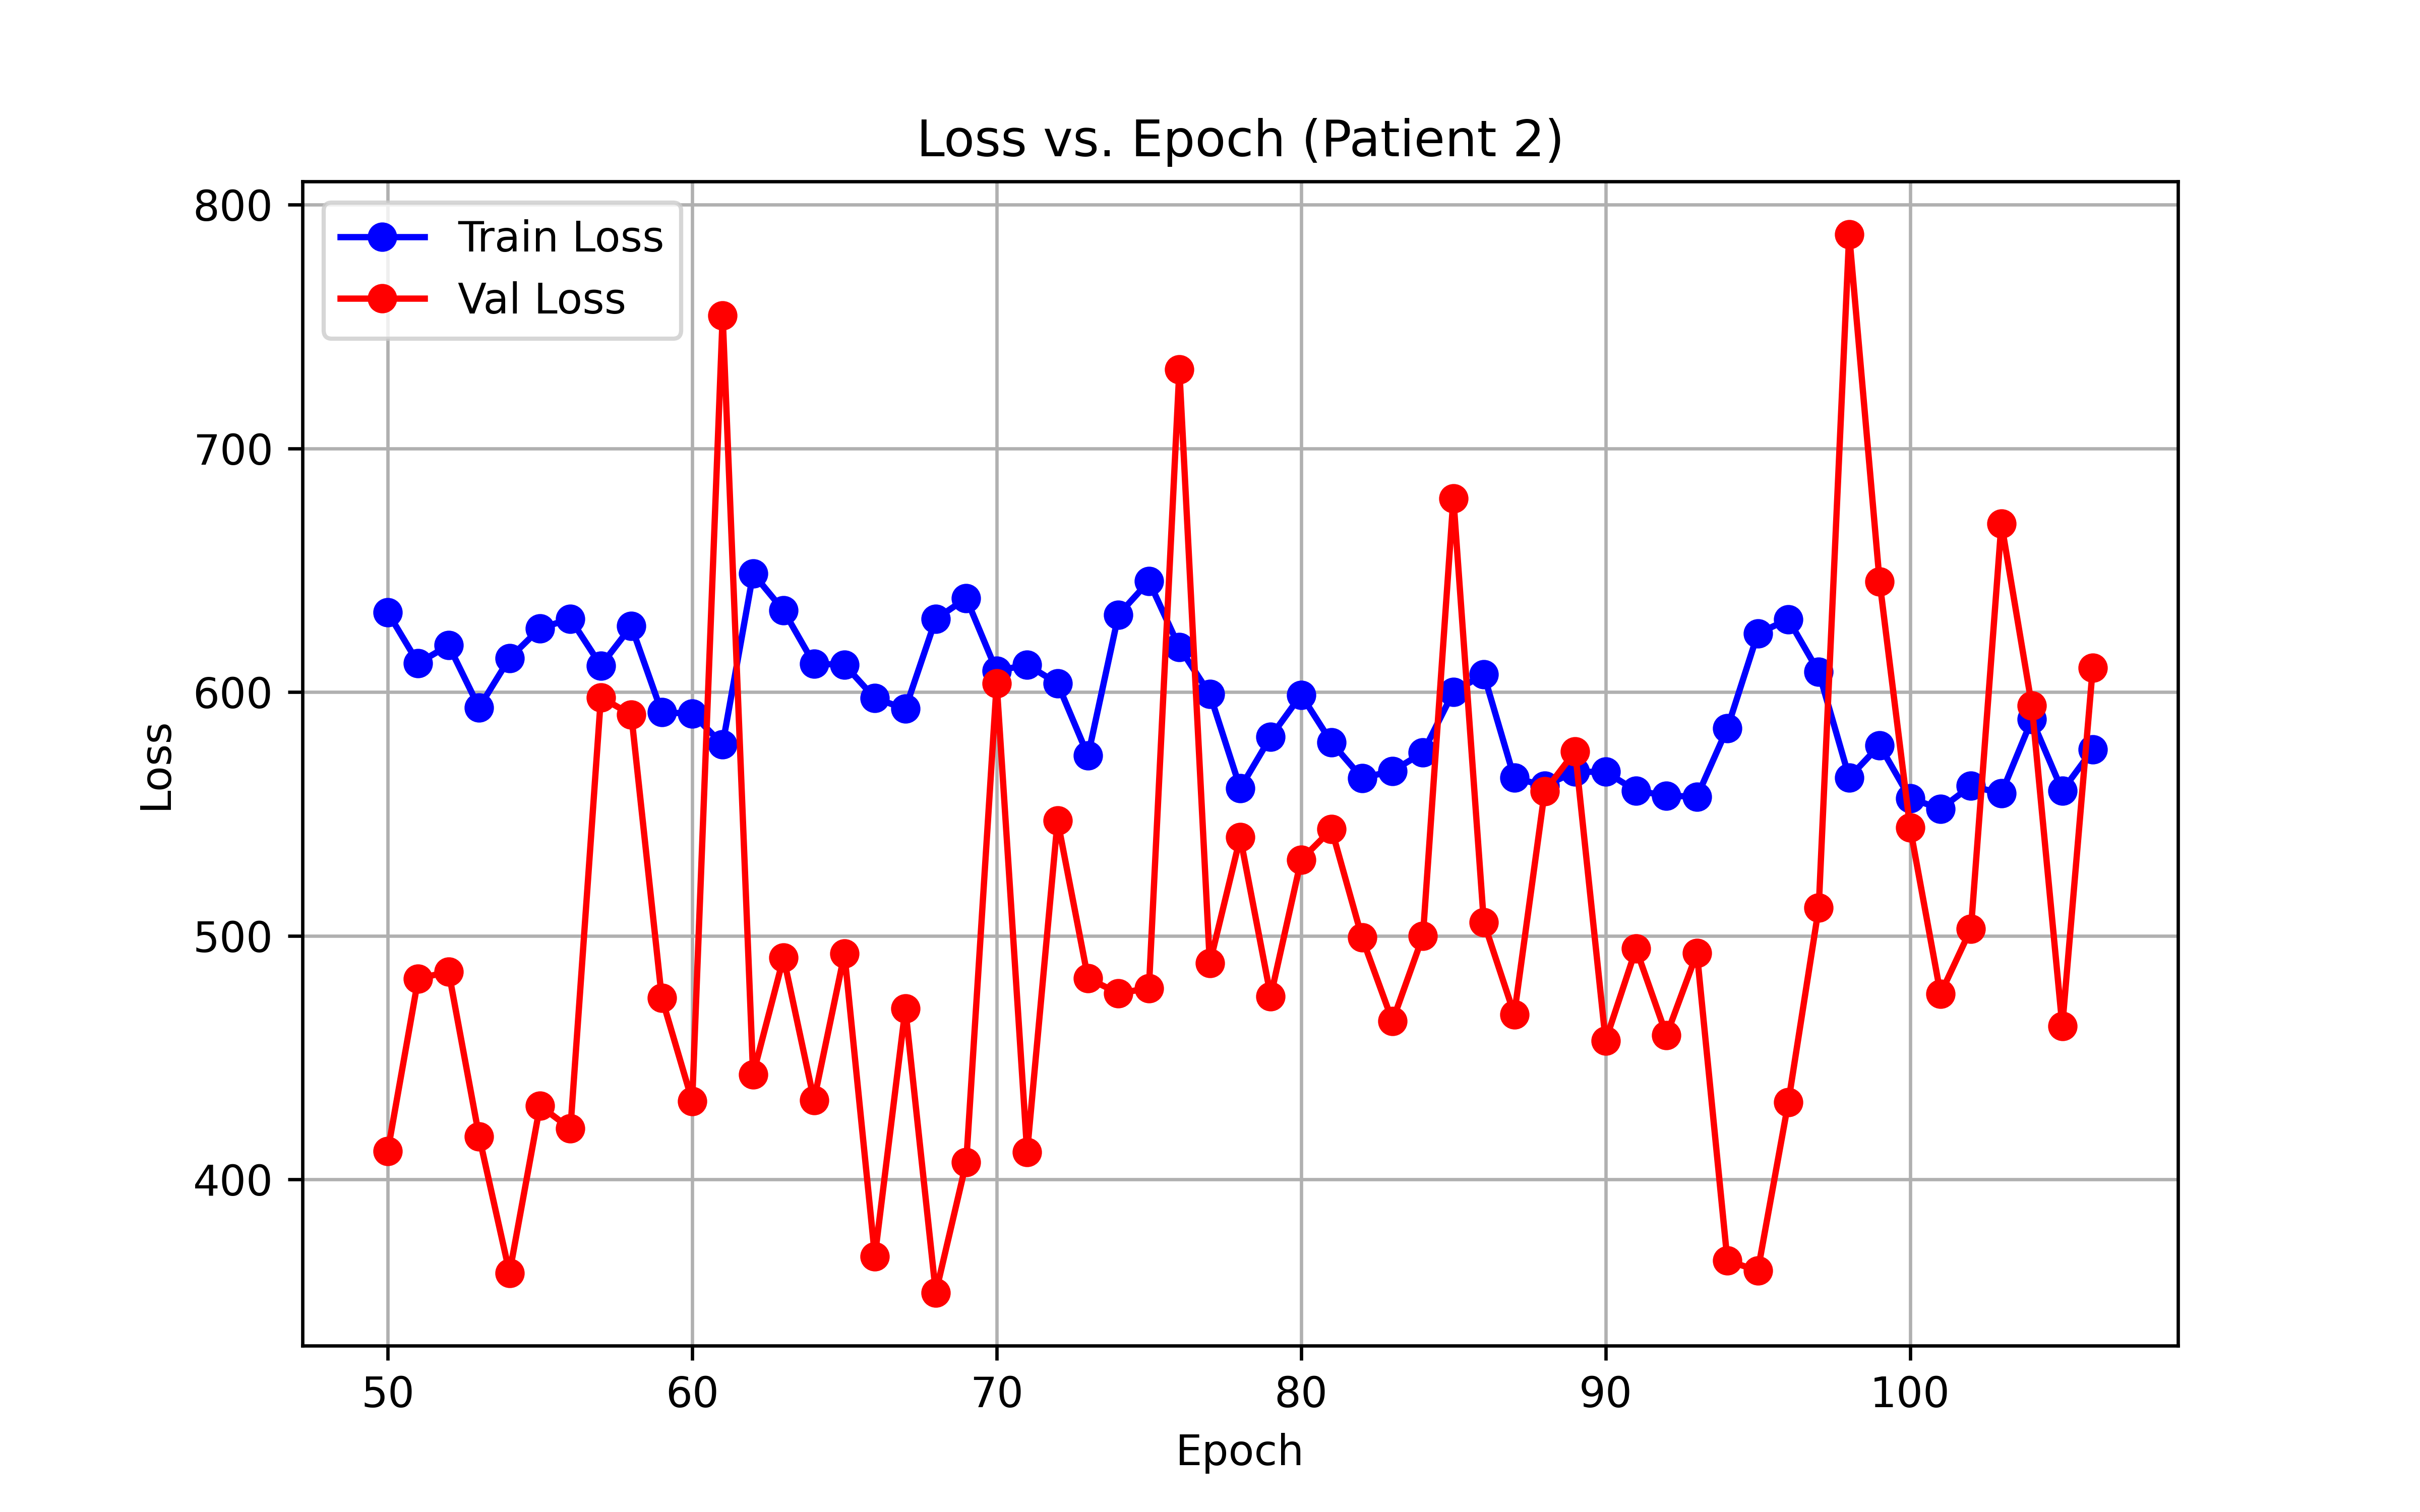 Loss vs. Epoch (Patient 2)
Train Loss
Val Loss
800
700
600
500
400
Loss
50 60 70 80 90 100
Epoch